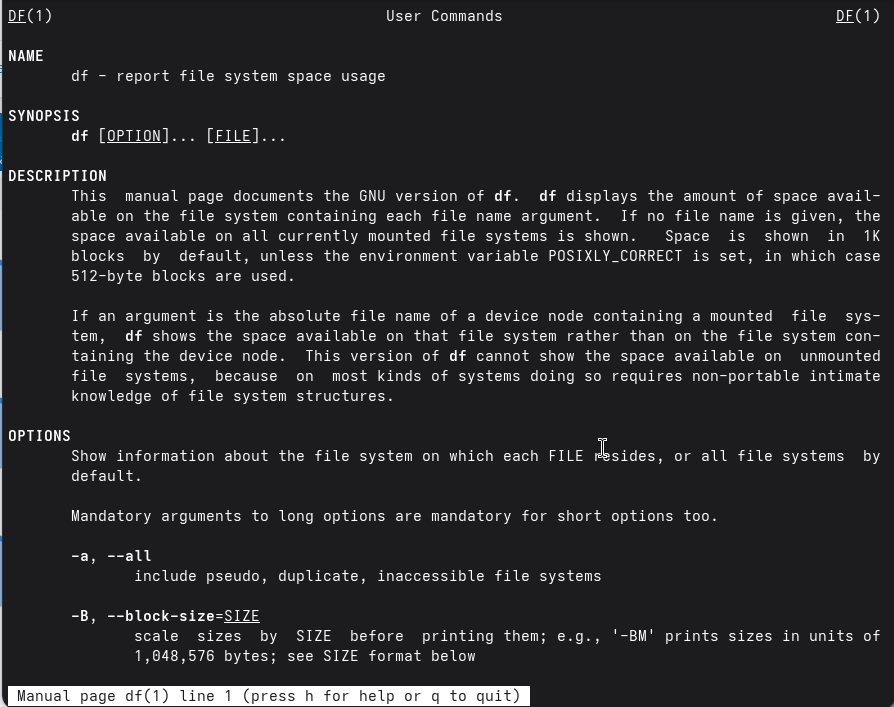 DF(1) User Commands DF(1)
NAME
df - report file system space usage
SYNOPSIS
df [OPTION]... [FILE]...
DESCRIPTION
This manual page documents the GNU version of df. df displays the amount of space avail-
able on the file system containing each file name argument. If no file name is given, the
space available on all currently mounted file systems is shown. Space is shown in 1K
blocks by default, unless the environment variable POSIXLY_CORRECT is set, in which case
512-byte blocks are used.
If an argument is the absolute file name of a device node containing a mounted file sys-
tem, df shows the space available on that file system rather than on the file system con-
taining the device node. This version of df cannot show the space available on unmounted
file systems, because on most kinds of systems doing so requires non-portable intimate
knowledge of file system structures.
OPTIONS
Show information about the file system on which each FILE resides, or all file systems by
default.
Mandatory arguments to long options are mandatory for short options too.
-a, --all
include pseudo, duplicate, inaccessible file systems
-B, --block-size=SIZE
scale sizes by SIZE before printing them; e.g., '-BM' prints sizes in units of
1,048,576 bytes; see SIZE format below
Manual page df(1) line 1 (press h for help or q to quit)